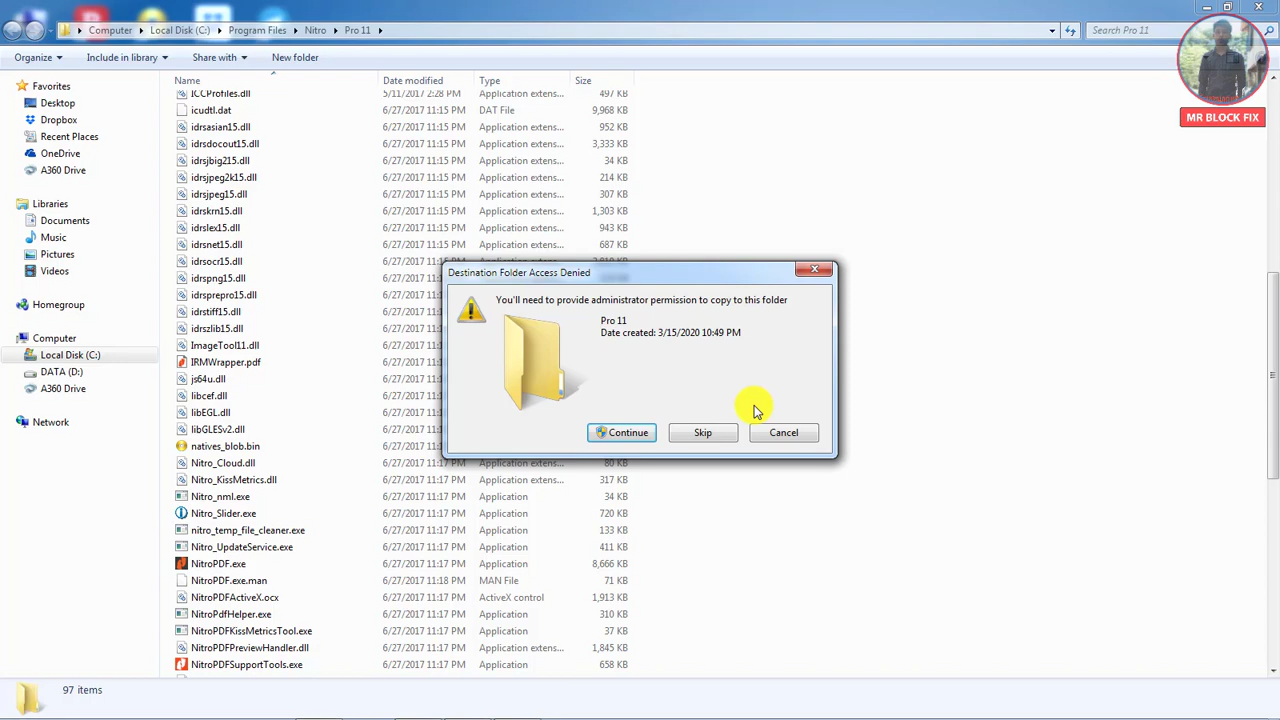 Computer ▸ Local Disk (C:) ▸ Program Files ▸ Nitro ▸ Pro 11 ▸
Search Pro 11
Organize Include in library Share with New folder
MR BLOCK FIX
Favorites
Desktop
Dropbox
Recent Places
OneDrive
A360 Drive
Libraries
Documents
Music
Pictures
Videos
Homegroup
Computer
Local Disk (C:)
DATA (D:)
A360 Drive
Network
Name Date modified Type Size
ICCProfiles.dll 5/11/2017 2:28 PM Application extens... 497 KB
icudtl.dat 6/27/2017 11:15 PM DAT File 9,968 KB
idrsasian15.dll 6/27/2017 11:15 PM Application extens... 952 KB
idrsdocout15.dll 6/27/2017 11:15 PM Application extens... 3,333 KB
idrsjbig215.dll 6/27/2017 11:15 PM Application extens... 34 KB
idrsjpeg2k15.dll 6/27/2017 11:15 PM Application extens... 214 KB
idrsjpeg15.dll 6/27/2017 11:15 PM Application extens... 307 KB
idrskrn15.dll 6/27/2017 11:15 PM Application extens... 1,303 KB
idrslex15.dll 6/27/2017 11:15 PM Application extens... 943 KB
idrsnet15.dll 6/27/2017 11:15 PM Application extens... 687 KB
idrsocr15.dll 6/27/2017 11:15 PM Application extens...
idrspng15.dll
idrsprepro15.dll
idrstiff15.dll
idrszlib15.dll
ImageTool11.dll
IRMWrapper.pdf
js64u.dll
libcef.dll
libEGL.dll
libGLESv2.dll
natives_blob.bin
Nitro_Cloud.dll 6/27/2017 11:17 PM Application extens... 80 KB
Nitro_KissMetrics.dll 6/27/2017 11:17 PM Application extens... 317 KB
Nitro_nml.exe 6/27/2017 11:17 PM Application 34 KB
Nitro_Slider.exe 6/27/2017 11:17 PM Application 720 KB
nitro_temp_file_cleaner.exe 6/27/2017 11:17 PM Application 133 KB
Nitro_UpdateService.exe 6/27/2017 11:17 PM Application 411 KB
NitroPDF.exe 6/27/2017 11:17 PM Application 8,666 KB
NitroPDF.exe.man 6/27/2017 11:18 PM MAN File 71 KB
NitroPDFActiveX.ocx 6/27/2017 11:17 PM ActiveX control 1,913 KB
NitroPdfHelper.exe 6/27/2017 11:17 PM Application 310 KB
NitroPDFKissMetricsTool.exe 6/27/2017 11:17 PM Application 37 KB
NitroPDFPreviewHandler.dll 6/27/2017 11:17 PM Application extens... 1,845 KB
NitroPDFSupportTools.exe 6/27/2017 11:17 PM Application 658 KB
Destination Folder Access Denied
You'll need to provide administrator permission to copy to this folder
Pro 11
Date created: 3/15/2020 10:49 PM
Continue Skip Cancel
97 items